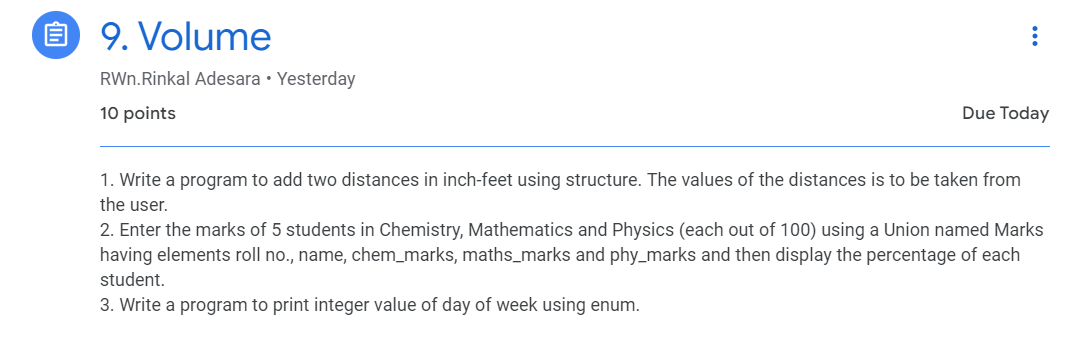 9. Volume
RWn.Rinkal Adesara • Yesterday
10 points
Due Today
1. Write a program to add two distances in inch-feet using structure. The values of the distances is to be taken from
the user.
2. Enter the marks of 5 students in Chemistry, Mathematics and Physics (each out of 100) using a Union named Marks
having elements roll no., name, chem_marks, maths_marks and phy_marks and then display the percentage of each
student.
3. Write a program to print integer value of day of week using enum.